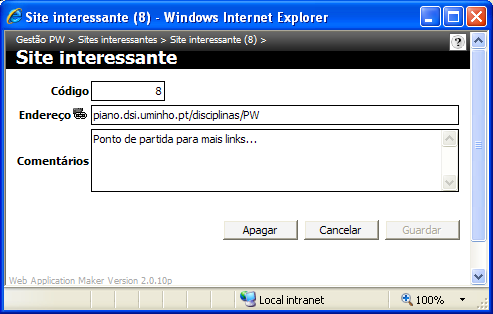 Site interessante (8) - Windows Internet Explorer
Gestão PW > Sites interessantes > Site interessante (8) >
?
Site interessante
Código 8
Endereço piano.dsi.uminho.pt/disciplinas/PW
Comentários Ponto de partida para mais links...
Apagar Cancelar Guardar
Web Application Maker Version 2.0.10p
Local intranet 100%